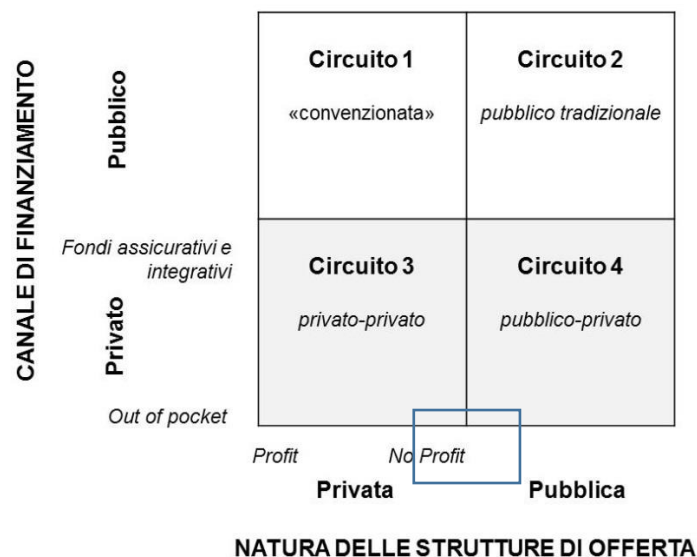 CANALE DI FINANZIAMENTO
Pubblico
Circuito 1
«convenzionata»
Circuito 2
pubblico tradizionale
Fondi assicurativi e
integrativi
Privato
Circuito 3
privato-privato
Circuito 4
pubblico-privato
Out of pocket
Profit
No Profit
Privata
Pubblica
NATURA DELLE STRUTTURE DI OFFERTA